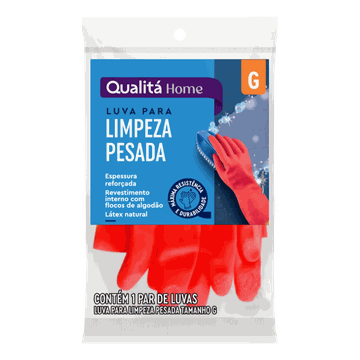 Qualitá Home
G
LUVA PARA
LIMPEZA
PESADA
Espessura
reforçada
Revestimento
interno com
flocos de algodão
Látex natural
MÁXIMA RESISTÊNCIA
E DURABILIDADE
CONTÉM 1 PAR DE LUVAS
LUVA PARA LIMPEZA PESADA TAMANHO G